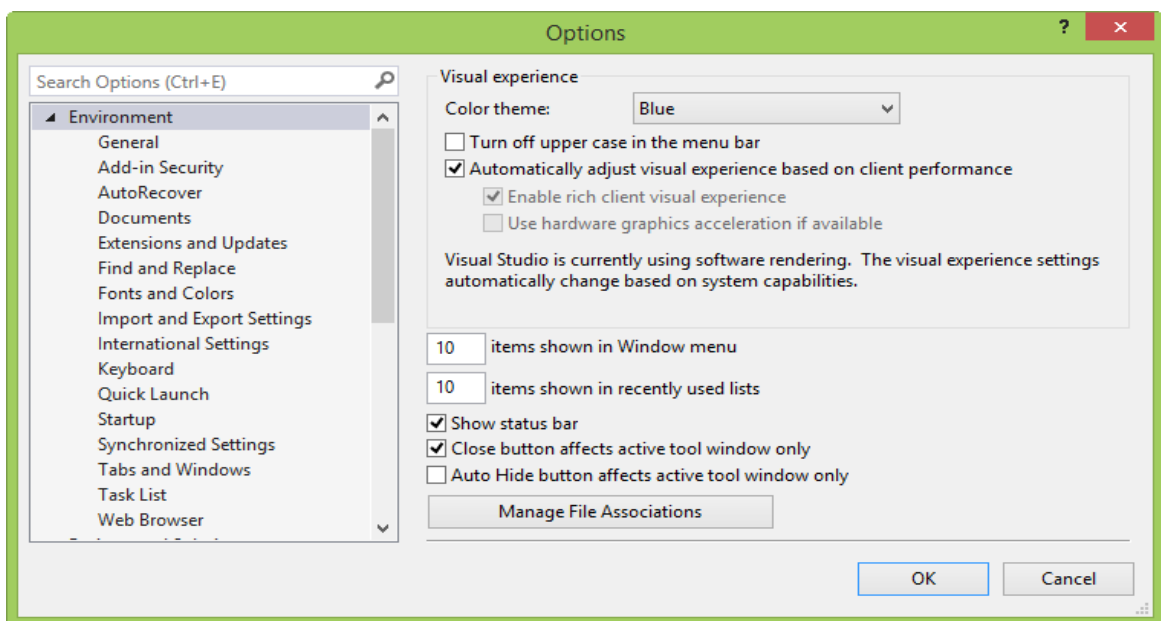 Options
?
Search Options (Ctrl+E)
Environment
General
Add-in Security
AutoRecover
Documents
Extensions and Updates
Find and Replace
Fonts and Colors
Import and Export Settings
International Settings
Keyboard
Quick Launch
Startup
Synchronized Settings
Tabs and Windows
Task List
Web Browser
Visual experience
Color theme: Blue
Turn off upper case in the menu bar
Automatically adjust visual experience based on client performance
Enable rich client visual experience
Use hardware graphics acceleration if available
Visual Studio is currently using software rendering. The visual experience settings
automatically change based on system capabilities.
10 items shown in Window menu
10 items shown in recently used lists
Show status bar
Close button affects active tool window only
Auto Hide button affects active tool window only
Manage File Associations
OK Cancel